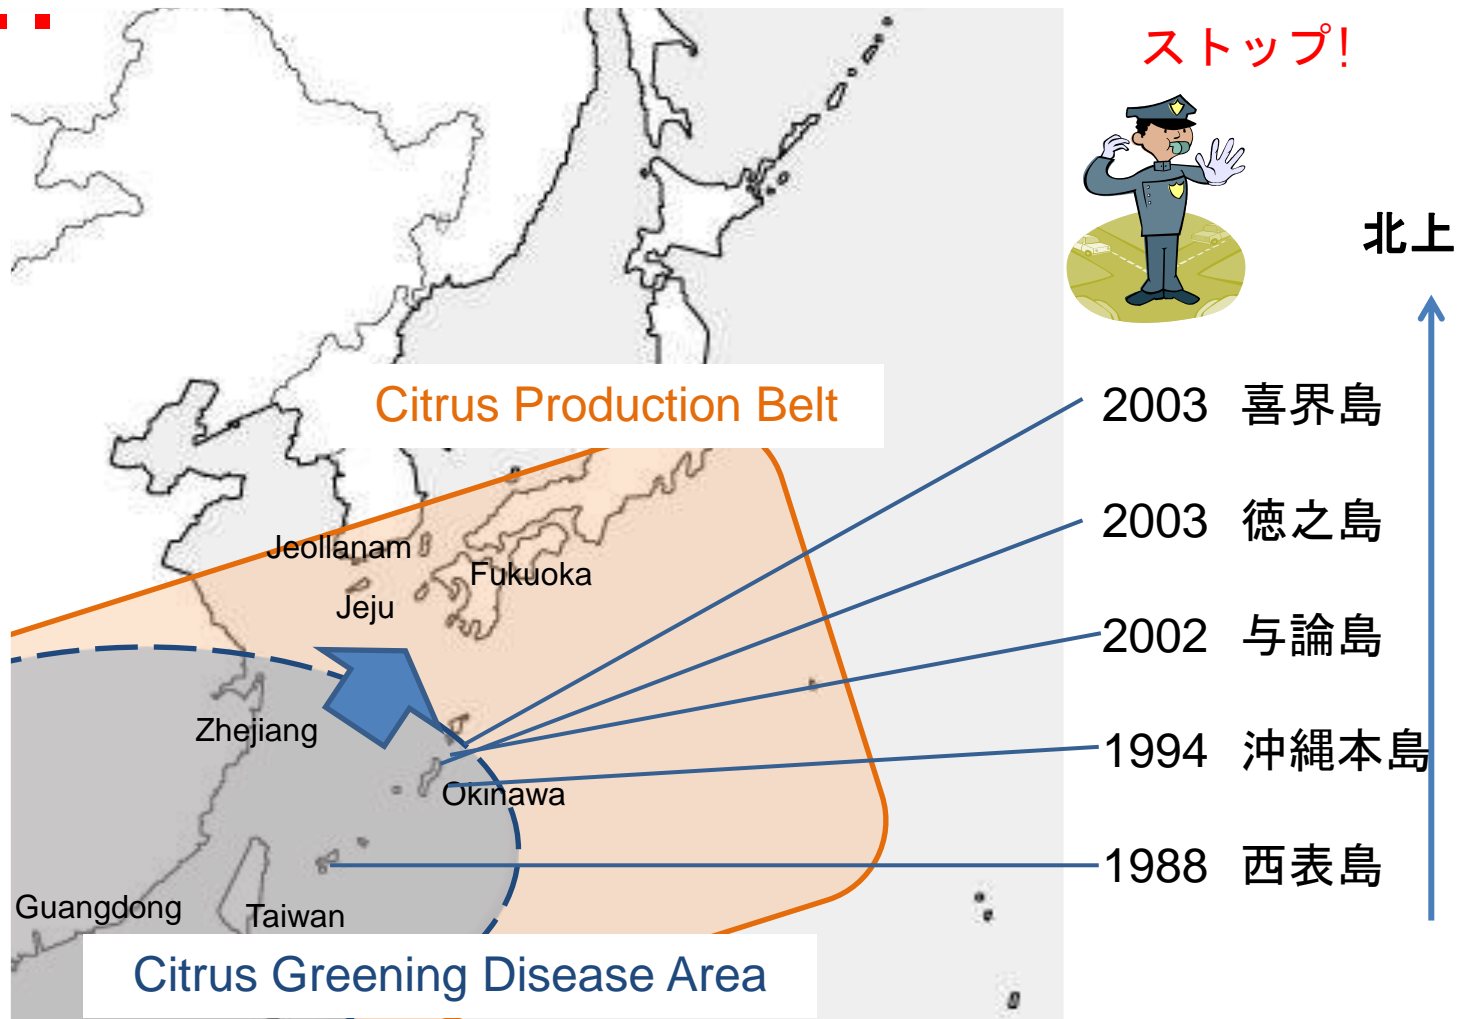 ストップ!
北上
Citrus Production Belt
2003 喜界島
2003 徳之島
2002 与論島
1994 沖縄本島
1988 西表島
Jeollanam
Fukuoka
Jeju
Zhejiang
Okinawa
Guangdong
Taiwan
Citrus Greening Disease Area